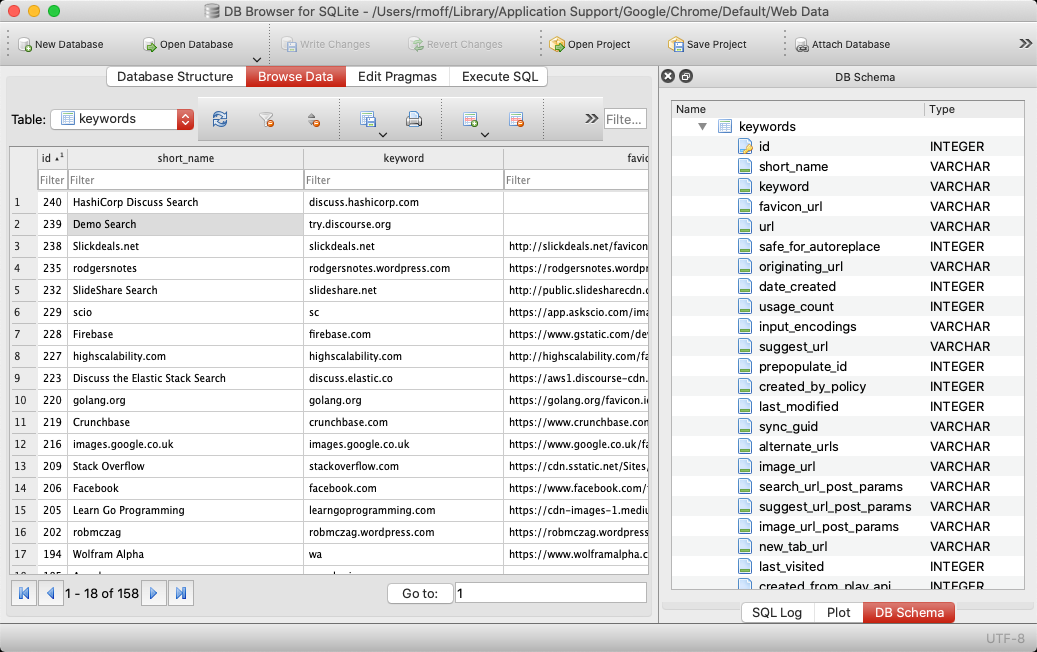 DB Browser for SQLite - /Users/rmoff/Library/Application Support/Google/Chrome/Default/Web Data
New Database Open Database Write Changes Revert Changes Open Project Save Project Attach Database »
Database Structure Browse Data Edit Pragmas Execute SQL
Table: keywords » Filte...
id ▴1 short_name keyword favic
Filter Filter Filter Filter
1 240 HashiCorp Discuss Search discuss.hashicorp.com
2 239 Demo Search try.discourse.org
3 238 Slickdeals.net slickdeals.net http://slickdeals.net/favicon
4 235 rodgersnotes rodgersnotes.wordpress.com https://rodgersnotes.wordpr
5 232 SlideShare Search slideshare.net http://public.slidesharecdn.c
6 229 scio sc https://app.askscio.com/ima
7 228 Firebase firebase.com https://www.gstatic.com/dev
8 227 highscalability.com highscalability.com http://highscalability.com/fa
9 223 Discuss the Elastic Stack Search discuss.elastic.co https://aws1.discourse-cdn.
10 220 golang.org golang.org https://golang.org/favicon.i
11 219 Crunchbase crunchbase.com https://www.crunchbase.com
12 216 images.google.co.uk images.google.co.uk https://www.google.co.uk/fa
13 209 Stack Overflow stackoverflow.com https://cdn.sstatic.net/Sites/
14 206 Facebook facebook.com https://www.facebook.com/
15 205 Learn Go Programming learngoprogramming.com https://cdn-images-1.mediu
16 202 robmczag robmczag.wordpress.com https://robmczag.wordpress
17 194 Wolfram Alpha wa https://www.wolframalpha.c
1 - 18 of 158 Go to: 1
DB Schema
Name Type
keywords
id INTEGER
short_name VARCHAR
keyword VARCHAR
favicon_url VARCHAR
url VARCHAR
safe_for_autoreplace INTEGER
originating_url VARCHAR
date_created INTEGER
usage_count INTEGER
input_encodings VARCHAR
suggest_url VARCHAR
prepopulate_id INTEGER
created_by_policy INTEGER
last_modified INTEGER
sync_guid VARCHAR
alternate_urls VARCHAR
image_url VARCHAR
search_url_post_params VARCHAR
suggest_url_post_params VARCHAR
image_url_post_params VARCHAR
new_tab_url VARCHAR
last_visited INTEGER
created_from_play_api INTEGER
SQL Log Plot DB Schema
UTF-8